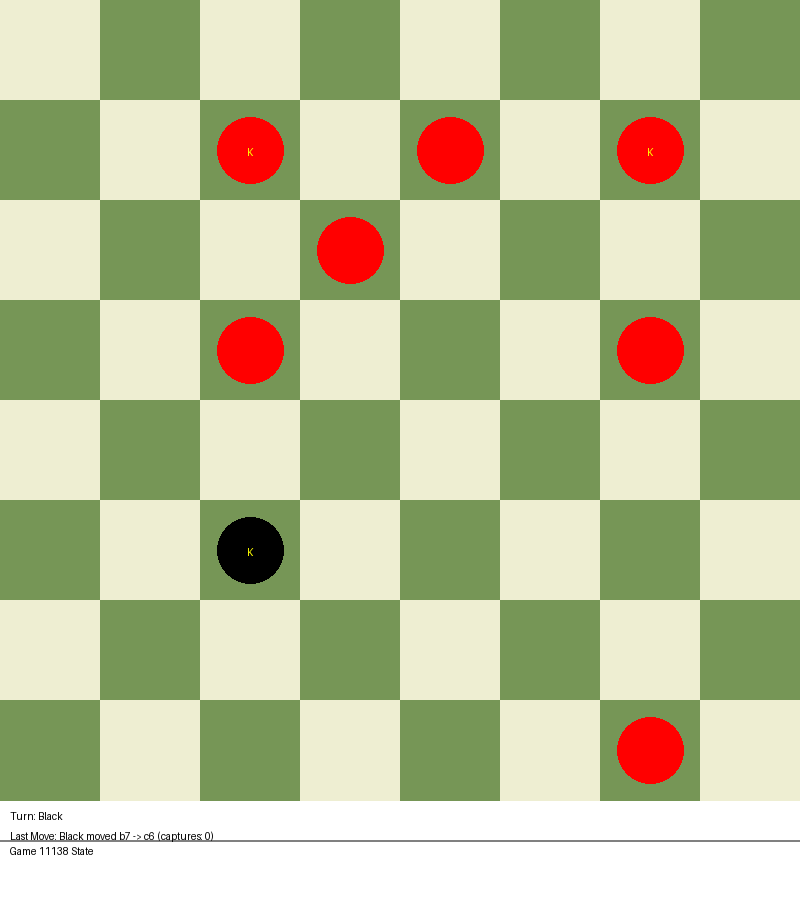 K
K
K
Turn: Black
Last Move: Black moved b7 -> c6 (captures: 0)
Game 11138 State